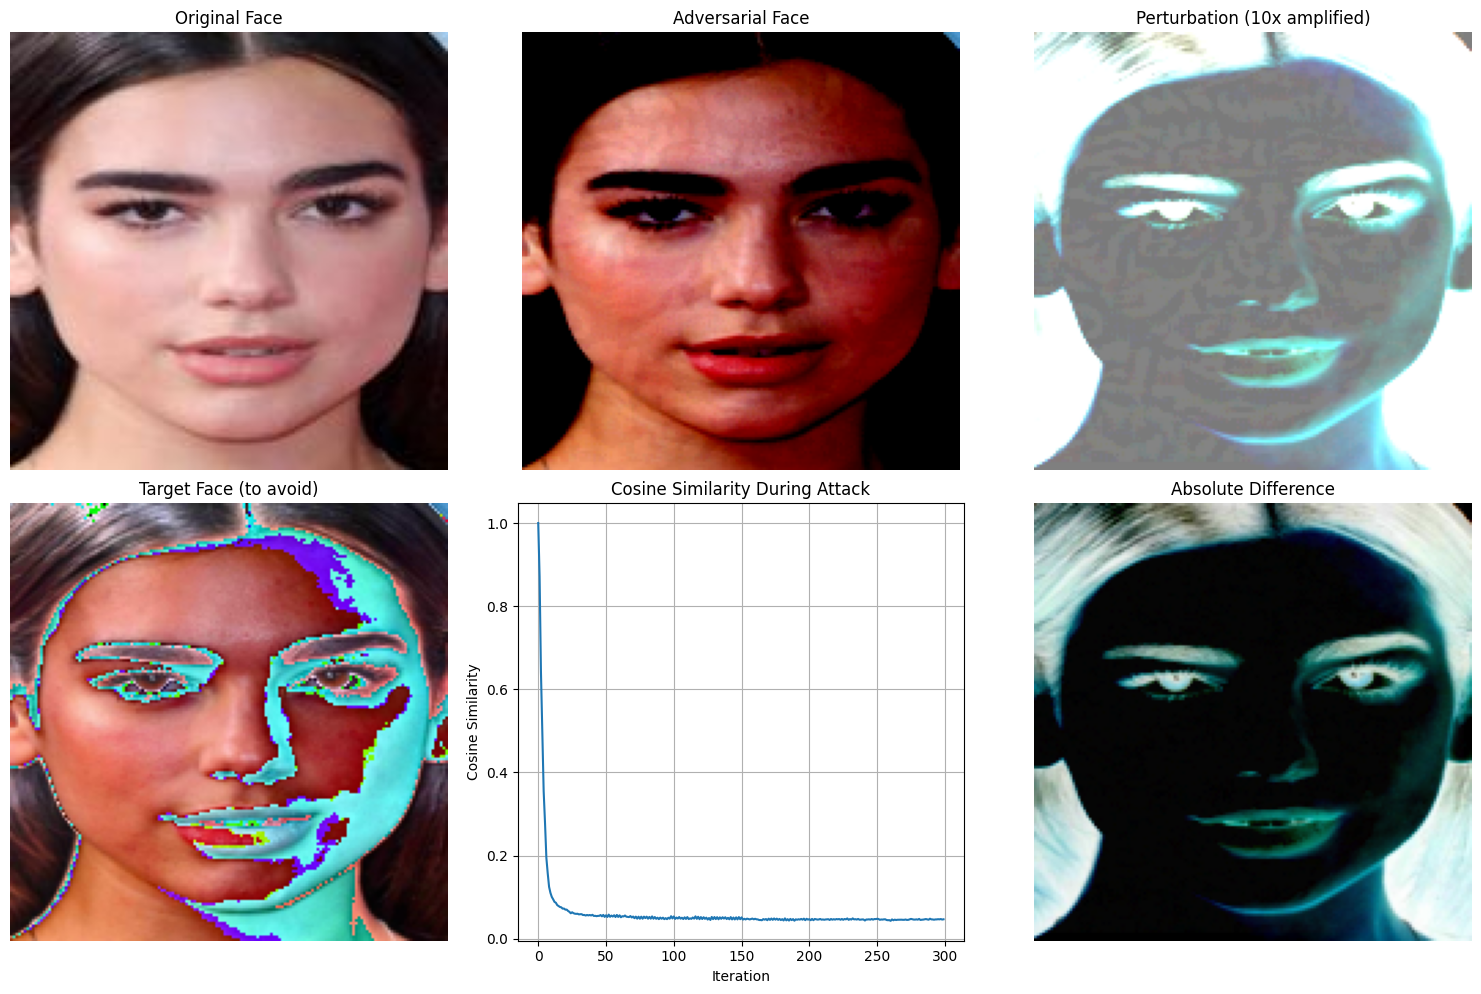 Original Face
Adversarial Face
Perturbation (10x amplified)
Target Face (to avoid)
Cosine Similarity During Attack
Absolute Difference
Cosine Similarity
1.0
0.8
0.6
0.4
0.2
0.0
0 50 100 150 200 250 300
Iteration